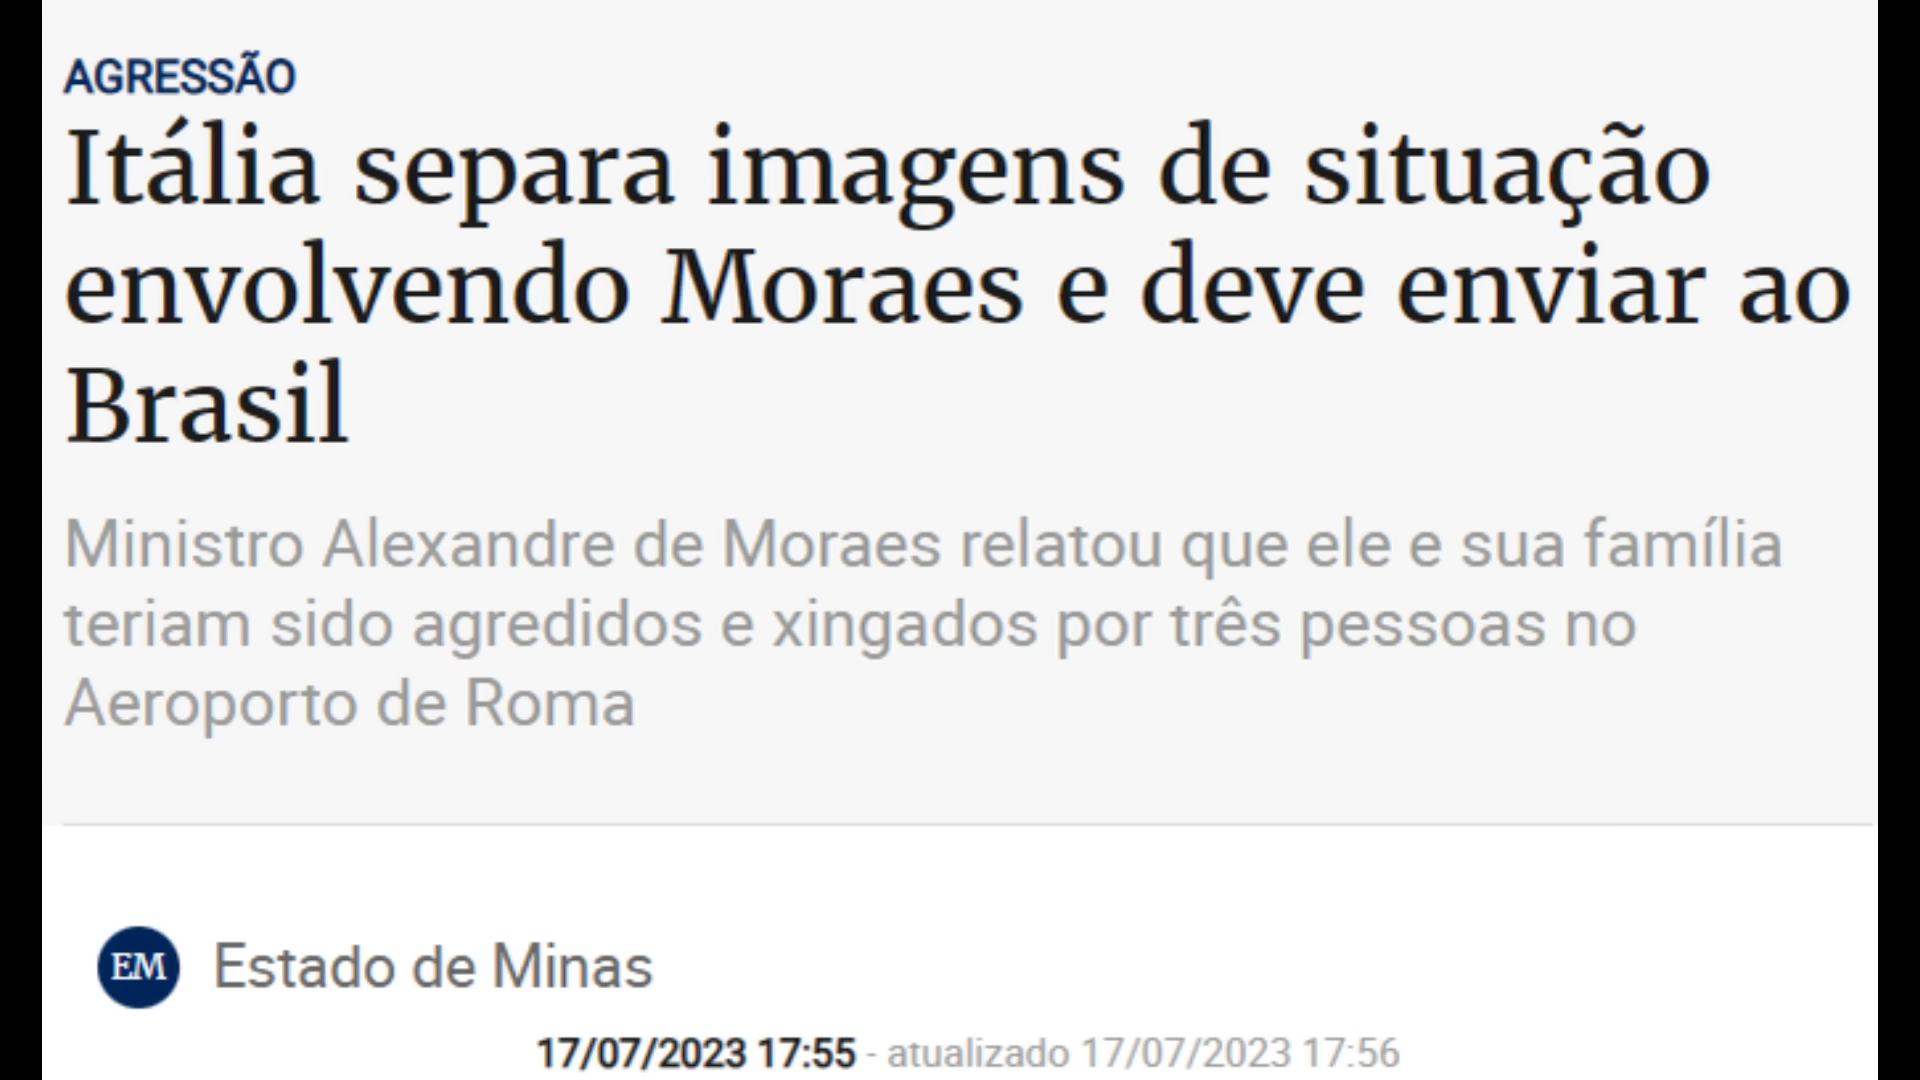 AGRESSÃO
Itália separa imagens de situação
envolvendo Moraes e deve enviar ao
Brasil
Ministro Alexandre de Moraes relatou que ele e sua família
teriam sido agredidos e xingados por três pessoas no
Aeroporto de Roma
EM Estado de Minas
17/07/2023 17:55 - atualizado 17/07/2023 17:56